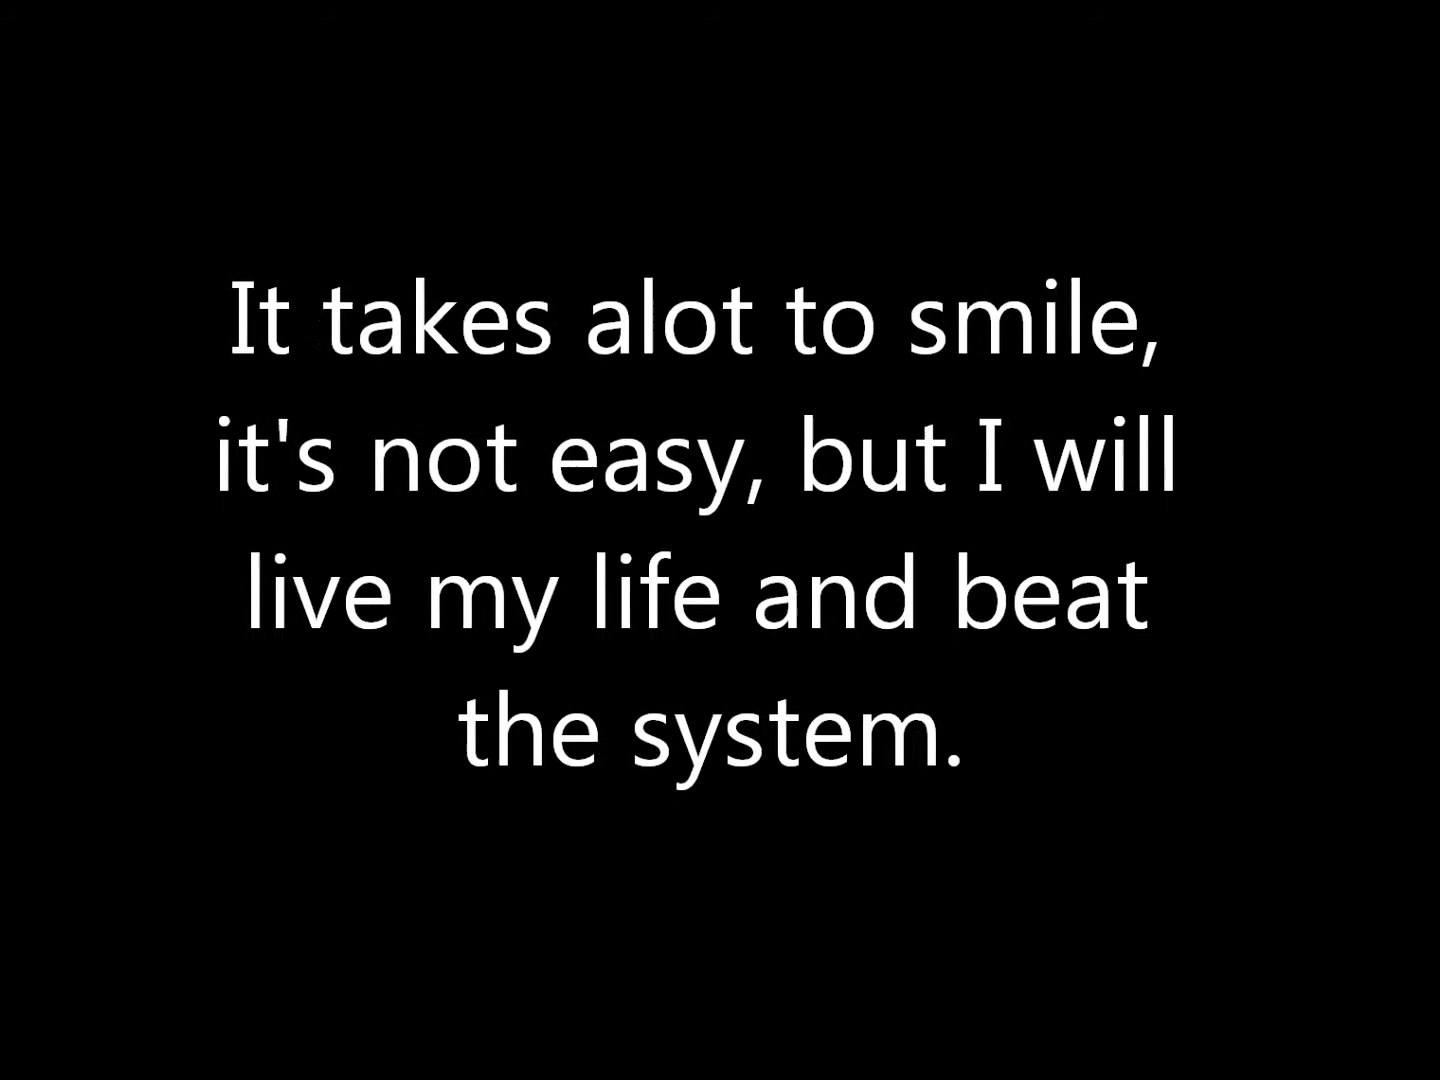 It takes alot to smile,
it's not easy, but I will
live my life and beat
the system.